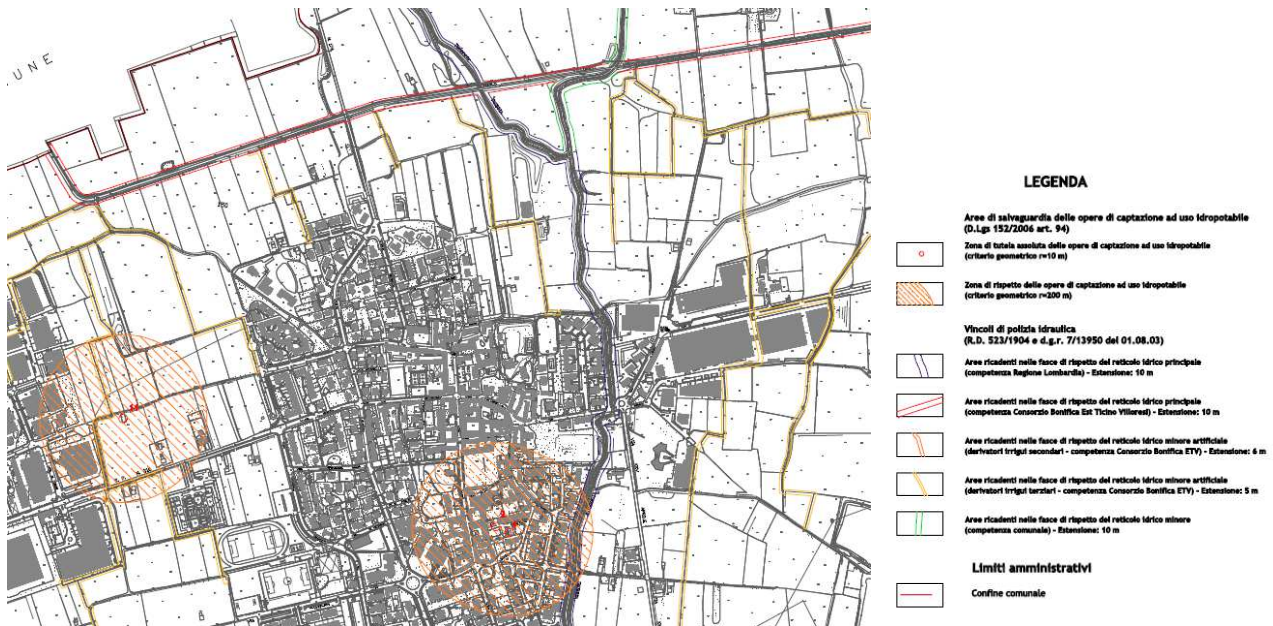 UNE
LEGENDA
Aree di salvaguardia delle opere di captazione ad uso idropotabile
(D.Lgs 152/2006 art. 94)
Zona di tutela assoluta delle opere di captazione ad uso idropotabile
(criterio geometrico r=10 m)
Zona di rispetto delle opere di captazione ad uso idropotabile
(criterio geometrico r=200 m)
Vincoli di polizia idraulica
(R.D. 523/1904 e d.g.r. 7/13950 del 01.08.03)
Aree ricadenti nelle fasce di rispetto del reticolo idrico principale
(competenza Regione Lombardia) - Estensione: 10 m
Aree ricadenti nelle fasce di rispetto del reticolo idrico principale
(competenza Consorzio Bonifica Est Ticino Villoresi) - Estensione: 10 m
Aree ricadenti nelle fasce di rispetto del reticolo idrico minore artificiale
(derivatori irrigui secondari - competenza Consorzio Bonifica ETV) - Estensione: 6 m
Aree ricadenti nelle fasce di rispetto del reticolo idrico minore artificiale
(derivatori irrigui terziari - competenza Consorzio Bonifica ETV) - Estensione: 5 m
Aree ricadenti nelle fasce di rispetto del reticolo idrico minore
(competenza comunale) - Estensione: 10 m
Limiti amministrativi
Confine comunale